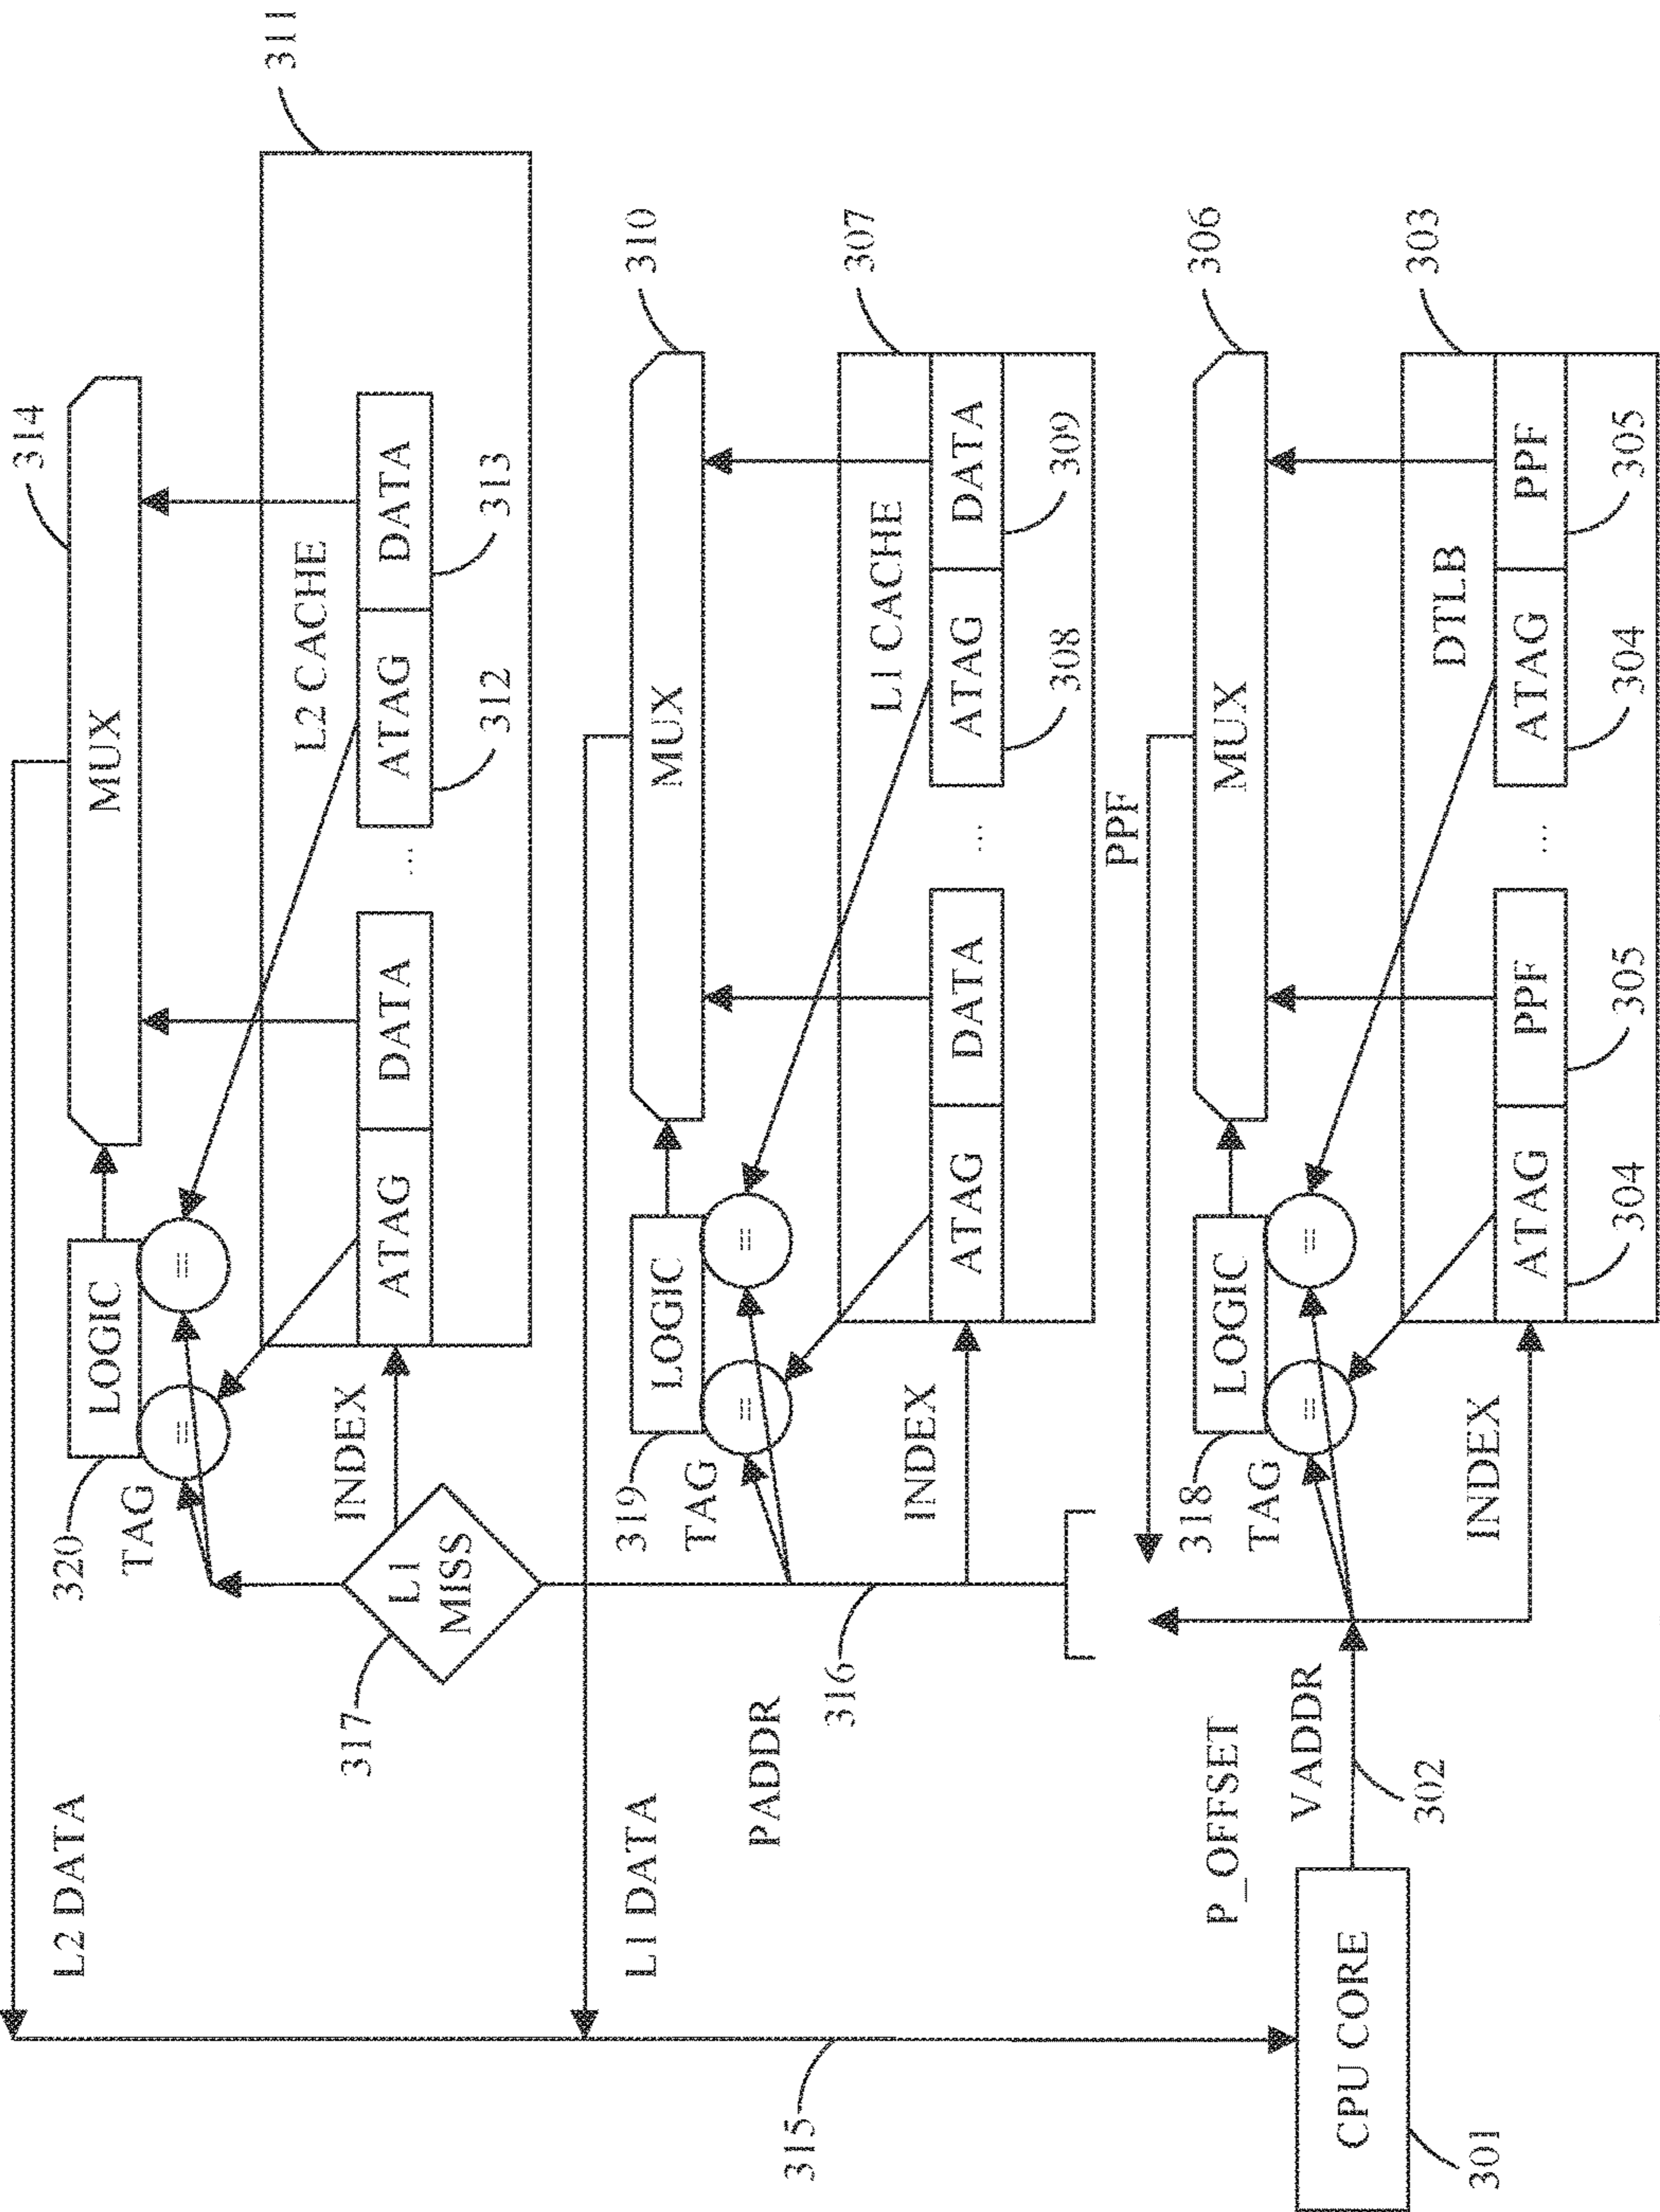 314
L2 DATA
320
LOGIC
MUX
TAG
=
=
311
L2 CACHE
INDEX
317
L1
MISS
ATAG
DATA
...
ATAG
DATA
312
313
L1 DATA
319
LOGIC
MUX
310
TAG
=
=
PADDR
315
316
307
L1 CACHE
INDEX
ATAG
DATA
...
ATAG
DATA
308
309
PPF
P_OFFSET
318
LOGIC
MUX
306
TAG
=
=
VADDR
CPU CORE
302
303
DTLB
301
INDEX
ATAG
PPF
...
ATAG
PPF
304
305
304
305